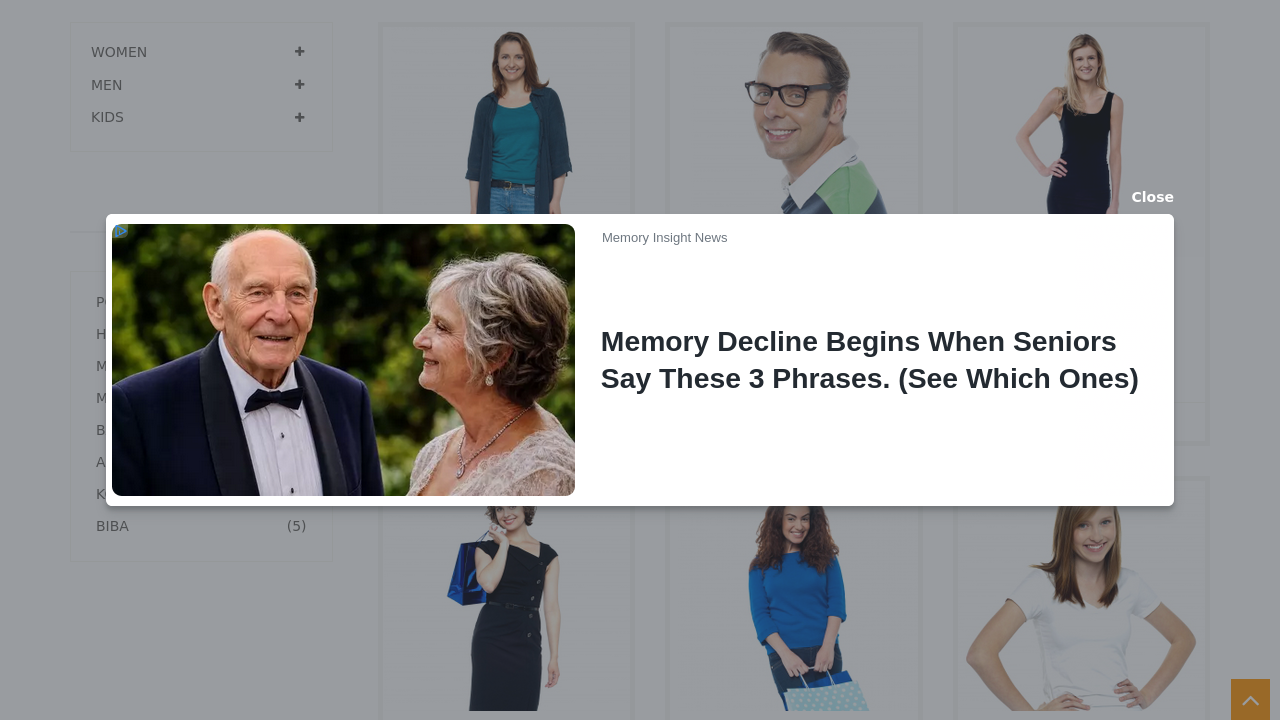 WOMEN
MEN
KIDS
Close
Memory Insight News
Memory Decline Begins When Seniors
Say These 3 Phrases. (See Which Ones)
BIBA (5)